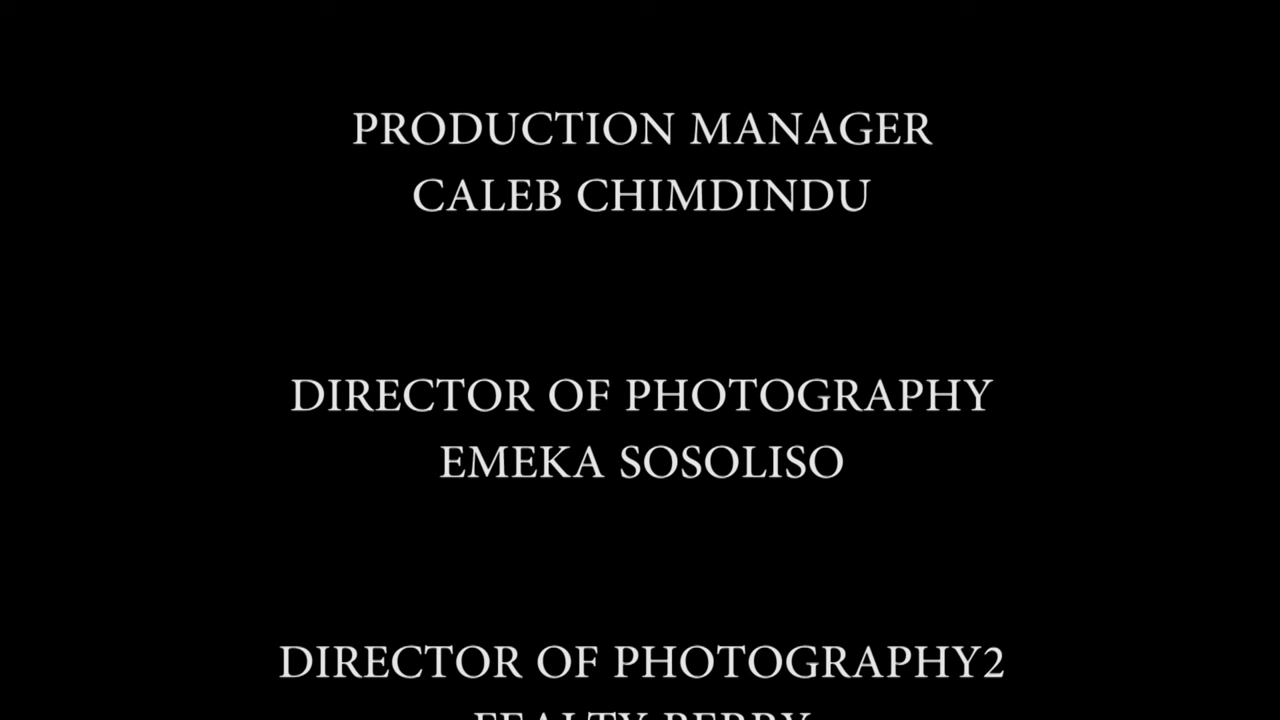 PRODUCTION MANAGER
CALEB CHIMDINDU
DIRECTOR OF PHOTOGRAPHY
EMEKA SOSOLISO
DIRECTOR OF PHOTOGRAPHY2